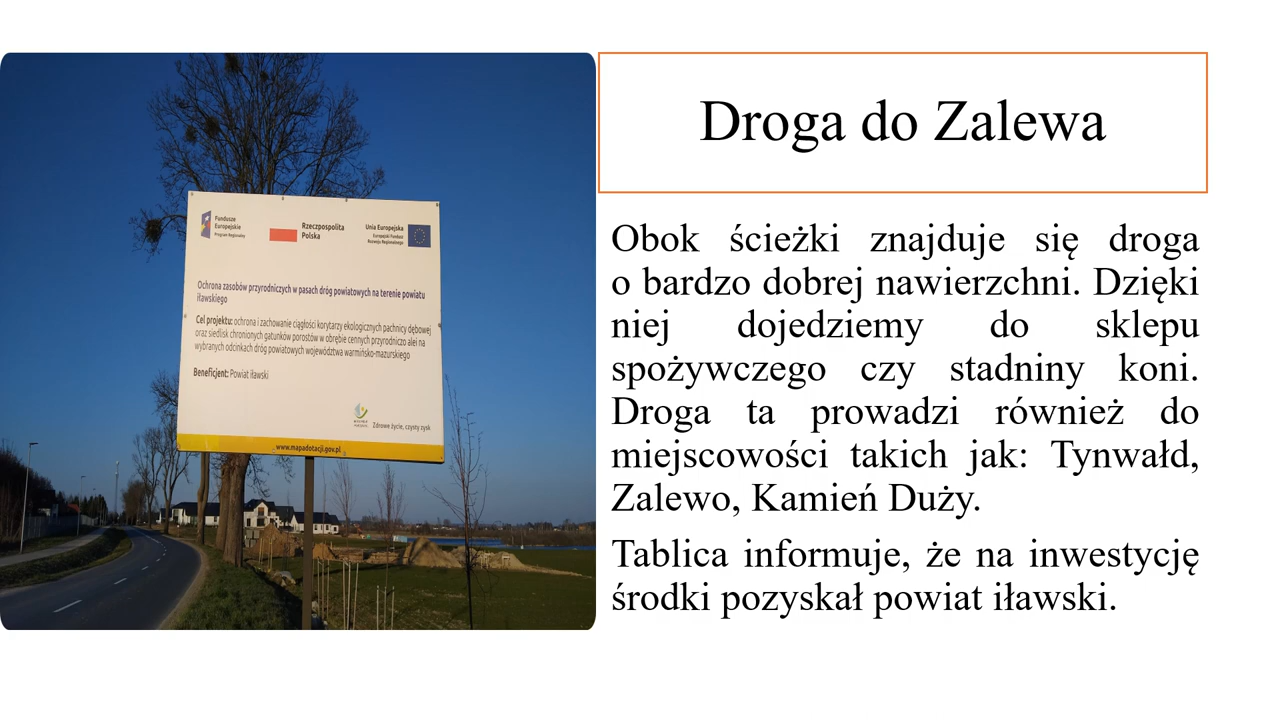 Droga do Zalewa
Obok ścieżki znajduje się droga
o bardzo dobrej nawierzchni. Dzięki
niej dojedziemy do sklepu
spożywczego czy stadniny koni.
Droga ta prowadzi również do
miejscowości takich jak: Tynwałd,
Zalewo, Kamień Duży.
Tablica informuje, że na inwestycję
środki pozyskał powiat iławski.
Fundusze
Europejskie
Program Regionalny
Rzeczpospolita
Polska
Unia Europejska
Europejski Fundusz
Rozwoju Regionalnego
Ochrona zasobów przyrodniczych w pasach dróg powiatowych na terenie powiatu
iławskiego
Cel projektu: ochrona i zachowanie ciągłości korytarzy ekologicznych pachnicy dębowej
oraz siedlisk chronionych gatunków porostów w obrębie cennych przyrodniczo alei na
wybranych odcinkach dróg powiatowych województwa warmińsko-mazurskiego
Beneficjent: Powiat iławski
Zdrowe życie, czysty zysk
www.mapadotacji.gov.pl